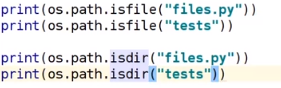 print(os.path.isfile("files.py"))
print(os.path.isfile("tests"))
print(os.path.isdir("files.py"))
print(os.path.isdir("tests"))